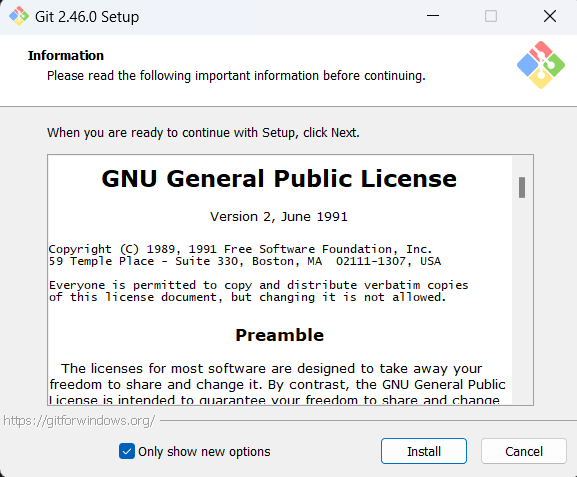 Git 2.46.0 Setup
Information
Please read the following important information before continuing.
When you are ready to continue with Setup, click Next.
GNU General Public License
Version 2, June 1991
Copyright (C) 1989, 1991 Free Software Foundation, Inc.
59 Temple Place - Suite 330, Boston, MA  02111-1307, USA
Everyone is permitted to copy and distribute verbatim copies
of this license document, but changing it is not allowed.
Preamble
The licenses for most software are designed to take away your
freedom to share and change it. By contrast, the GNU General Public
License is intended to guarantee your freedom to share and change
https://gitforwindows.org/
Only show new options
Install
Cancel